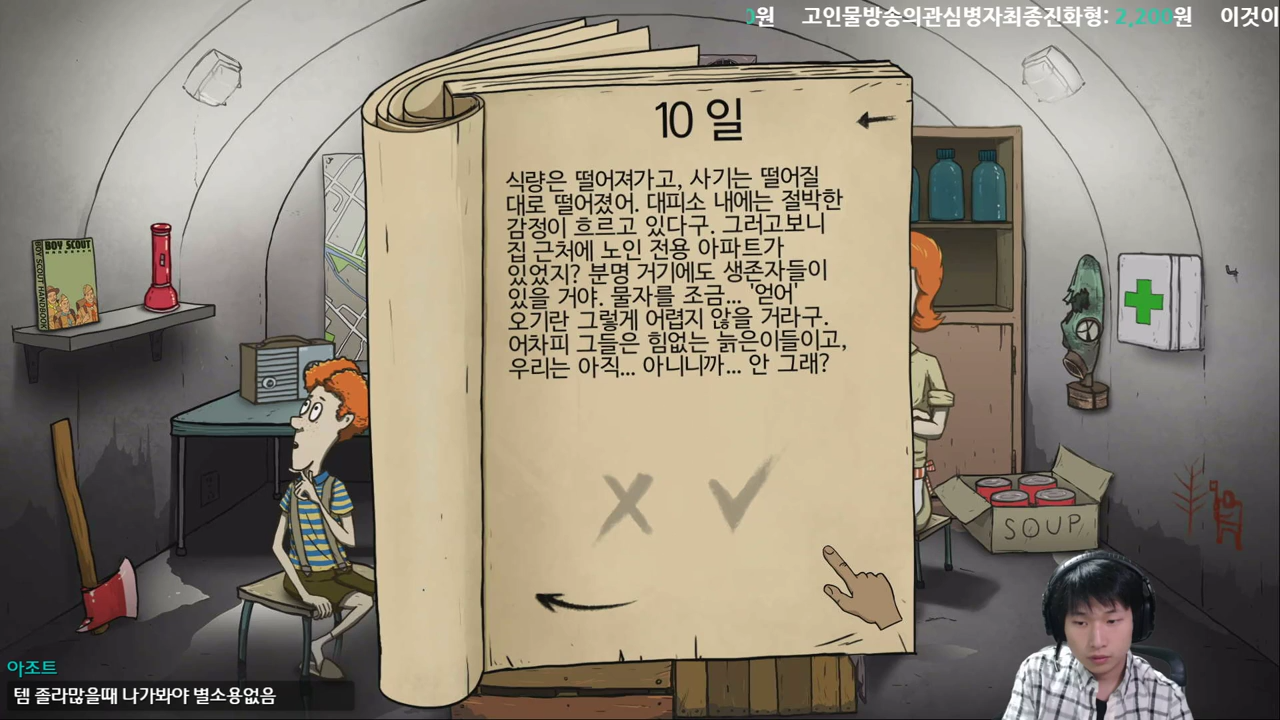 원 고인물방송의관심병자최종진화형: 2,200원 이것이
10 일
식량은 떨어져가고, 사기는 떨어질
대로 떨어졌어. 대피소 내에는 절박한
감정이 흐르고 있다구. 그러고보니
집 근처에 노인 전용 아파트가
있었지? 분명 거기에도 생존자들이
있을 거야. 물자를 조금... '얻어'
오기란 그렇게 어렵지 않을 거라구.
어차피 그들은 힘없는 늙은이들이고,
우리는 아직... 아니니까... 안 그래?
BOY SCOUT
BOY SCOUT HANDBOOK
SOUP
아조트
템 졸라많을때 나가봐야 별소용없음